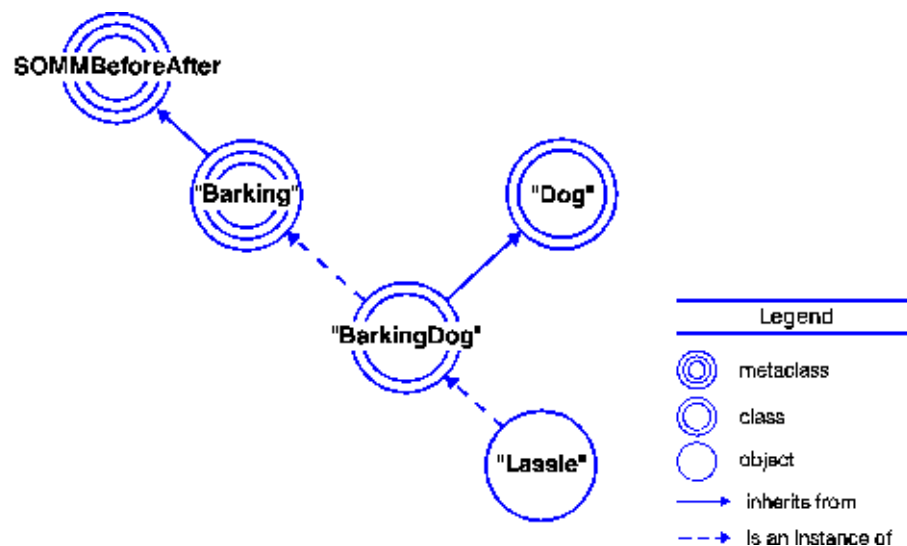 SOMMBeforeAfter
"Barking"
"Dog"
"BarkingDog"
"Lassie"
Legend
metaclass
class
object
inherits from
Is an Instance of